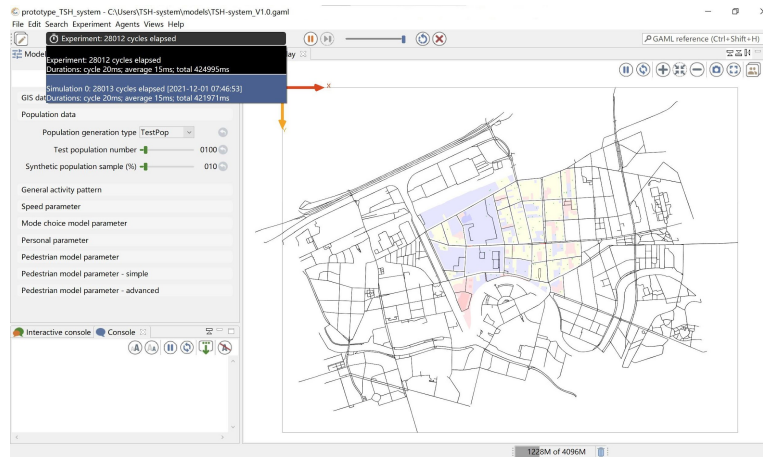 prototype_TSH_system - C:\Users\TSH-system\models\TSH-system_V1.0.gaml
File Edit Search Experiment Agents Views Help
Experiment: 28012 cycles elapsed
GAML reference (Ctrl+Shift+H)
Experiment: 28012 cycles elapsed
Durations: cycle 20ms; average 15ms; total 424995ms
Simulation 0: 28013 cycles elapsed [2021-12-01 07:46:53]
Durations: cycle 20ms; average 15ms; total 421971ms
X
Population data
Population generation type TestPop
Test population number 0100
Synthetic population sample (%) 010
General activity pattern
Speed parameter
Mode choice model parameter
Personal parameter
Pedestrian model parameter
Pedestrian model parameter - simple
Pedestrian model parameter - advanced
Interactive console Console
1228M of 4096M